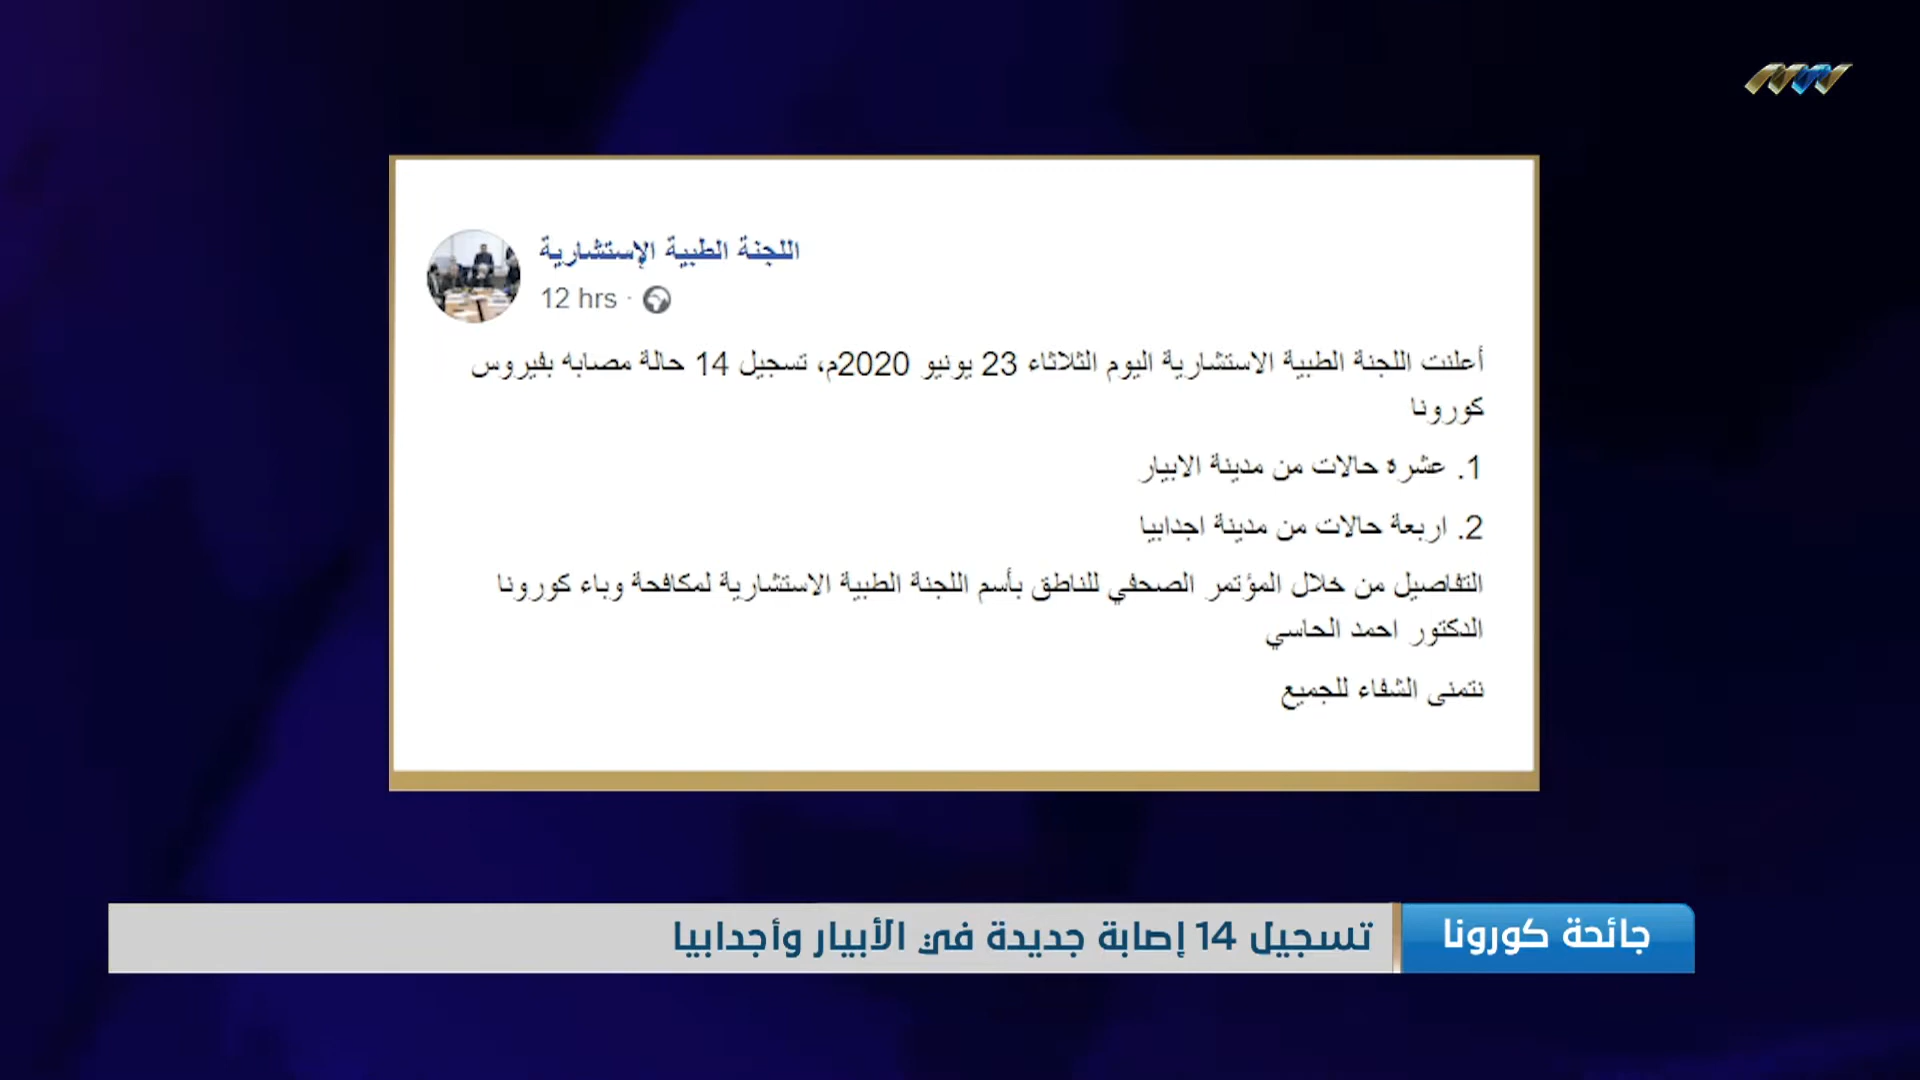 اللجنة الطبية الإستشارية
12 hrs ·
أعلنت اللجنة الطبية الاستشارية اليوم الثلاثاء 23 يونيو 2020م، تسجيل 14 حالة مصابه بفيروس
كورونا
1. عشره حالات من مدينة الابيار
2. اربعة حالات من مدينة اجدابيا
التفاصيل من خلال المؤتمر الصحفي للناطق بأسم اللجنة الطبية الاستشارية لمكافحة وباء كورونا
الدكتور احمد الحاسي
نتمنى الشفاء للجميع
جائحة كورونا
تسجيل 14 إصابة جديدة في الأبيار وأجدابيا